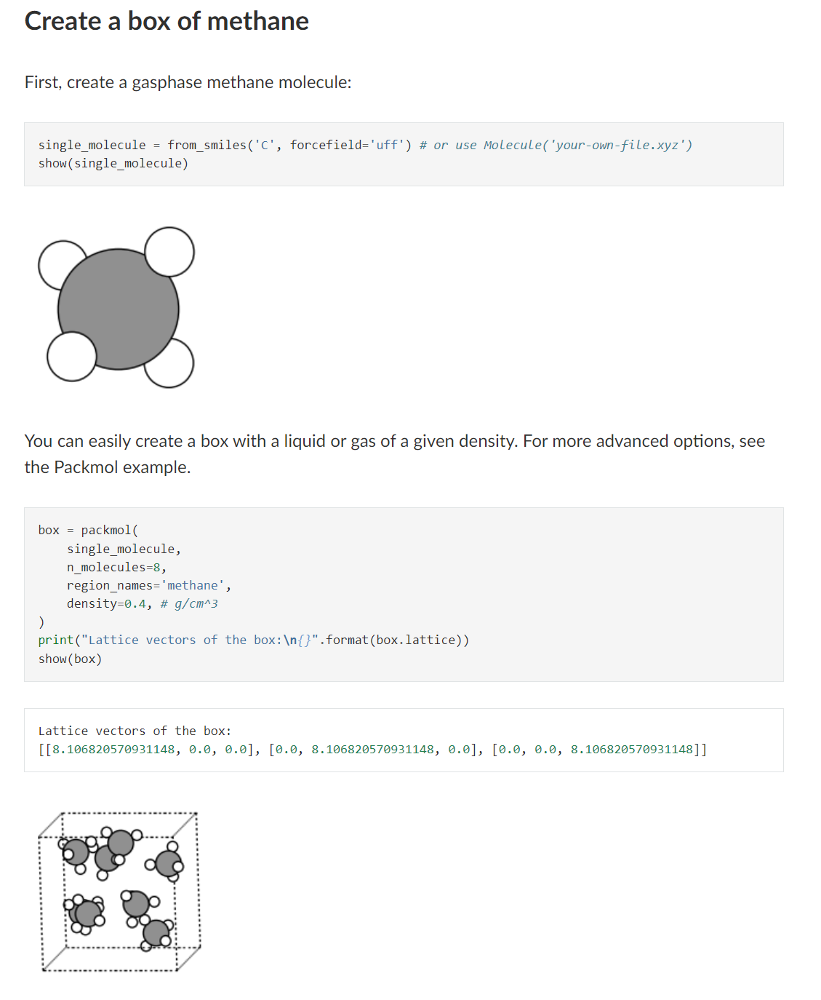 Create a box of methane
First, create a gasphase methane molecule:
single_molecule = from_smiles('C', forcefield='uff') # or use Molecule('your-own-file.xyz')
show(single_molecule)
You can easily create a box with a liquid or gas of a given density. For more advanced options, see
the Packmol example.
box = packmol(
    single_molecule,
    n_molecules=8,
    region_names='methane',
    density=0.4, # g/cm^3
)
print("Lattice vectors of the box:\n{}".format(box.lattice))
show(box)
Lattice vectors of the box:
[[8.106820570931148, 0.0, 0.0], [0.0, 8.106820570931148, 0.0], [0.0, 0.0, 8.106820570931148]]